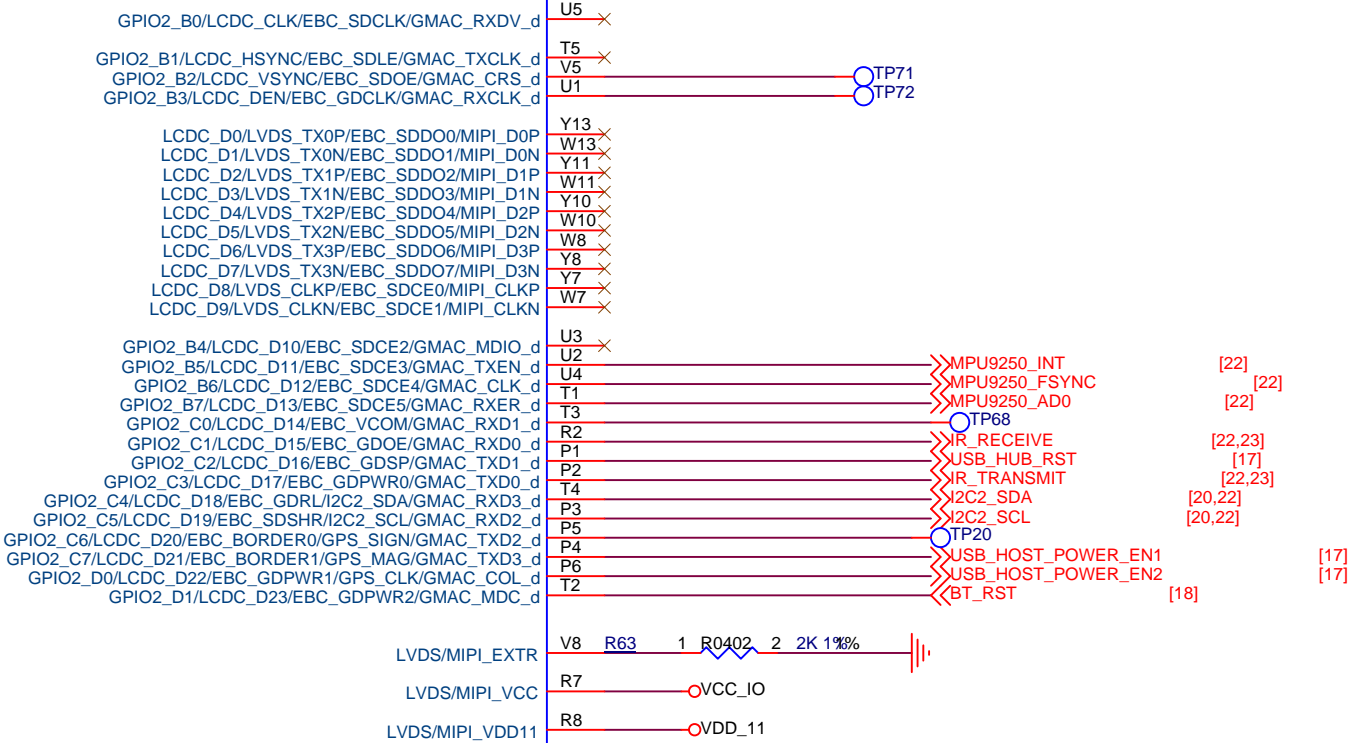 GPIO2_B0/LCDC_CLK/EBC_SDCLK/GMAC_RXDV_d U5
GPIO2_B1/LCDC_HSYNC/EBC_SDLE/GMAC_TXCLK_d T5
GPIO2_B2/LCDC_VSYNC/EBC_SDOE/GMAC_CRS_d V5 TP71
GPIO2_B3/LCDC_DEN/EBC_GDCLK/GMAC_RXCLK_d U1 TP72
LCDC_D0/LVDS_TX0P/EBC_SDDO0/MIPI_D0P Y13
LCDC_D1/LVDS_TX0N/EBC_SDDO1/MIPI_D0N W13
LCDC_D2/LVDS_TX1P/EBC_SDDO2/MIPI_D1P Y11
LCDC_D3/LVDS_TX1N/EBC_SDDO3/MIPI_D1N W11
LCDC_D4/LVDS_TX2P/EBC_SDDO4/MIPI_D2P Y10
LCDC_D5/LVDS_TX2N/EBC_SDDO5/MIPI_D2N W10
LCDC_D6/LVDS_TX3P/EBC_SDDO6/MIPI_D3P W8
LCDC_D7/LVDS_TX3N/EBC_SDDO7/MIPI_D3N Y8
LCDC_D8/LVDS_CLKP/EBC_SDCE0/MIPI_CLKP Y7
LCDC_D9/LVDS_CLKN/EBC_SDCE1/MIPI_CLKN W7
GPIO2_B4/LCDC_D10/EBC_SDCE2/GMAC_MDIO_d U3
GPIO2_B5/LCDC_D11/EBC_SDCE3/GMAC_TXEN_d U2 MPU9250_INT [22]
GPIO2_B6/LCDC_D12/EBC_SDCE4/GMAC_CLK_d U4 MPU9250_FSYNC [22]
GPIO2_B7/LCDC_D13/EBC_SDCE5/GMAC_RXER_d T1 MPU9250_AD0 [22]
GPIO2_C0/LCDC_D14/EBC_VCOM/GMAC_RXD1_d T3 TP68
GPIO2_C1/LCDC_D15/EBC_GDOE/GMAC_RXD0_d R2 IR_RECEIVE [22,23]
GPIO2_C2/LCDC_D16/EBC_GDSP/GMAC_TXD1_d P1 USB_HUB_RST [17]
GPIO2_C3/LCDC_D17/EBC_GDPWR0/GMAC_TXD0_d P2 IR_TRANSMIT [22,23]
GPIO2_C4/LCDC_D18/EBC_GDRL/I2C2_SDA/GMAC_RXD3_d T4 I2C2_SDA [20,22]
GPIO2_C5/LCDC_D19/EBC_SDSHR/I2C2_SCL/GMAC_RXD2_d P3 I2C2_SCL [20,22]
GPIO2_C6/LCDC_D20/EBC_BORDER0/GPS_SIGN/GMAC_TXD2_d P5 TP20
GPIO2_C7/LCDC_D21/EBC_BORDER1/GPS_MAG/GMAC_TXD3_d P4 USB_HOST_POWER_EN1 [17]
GPIO2_D0/LCDC_D22/EBC_GDPWR1/GPS_CLK/GMAC_COL_d P6 USB_HOST_POWER_EN2 [17]
GPIO2_D1/LCDC_D23/EBC_GDPWR2/GMAC_MDC_d T2 BT_RST [18]
LVDS/MIPI_EXTR V8 R63 1 R0402 2 2K 1%
LVDS/MIPI_VCC R7 VCC_IO
LVDS/MIPI_VDD11 R8 VDD_11